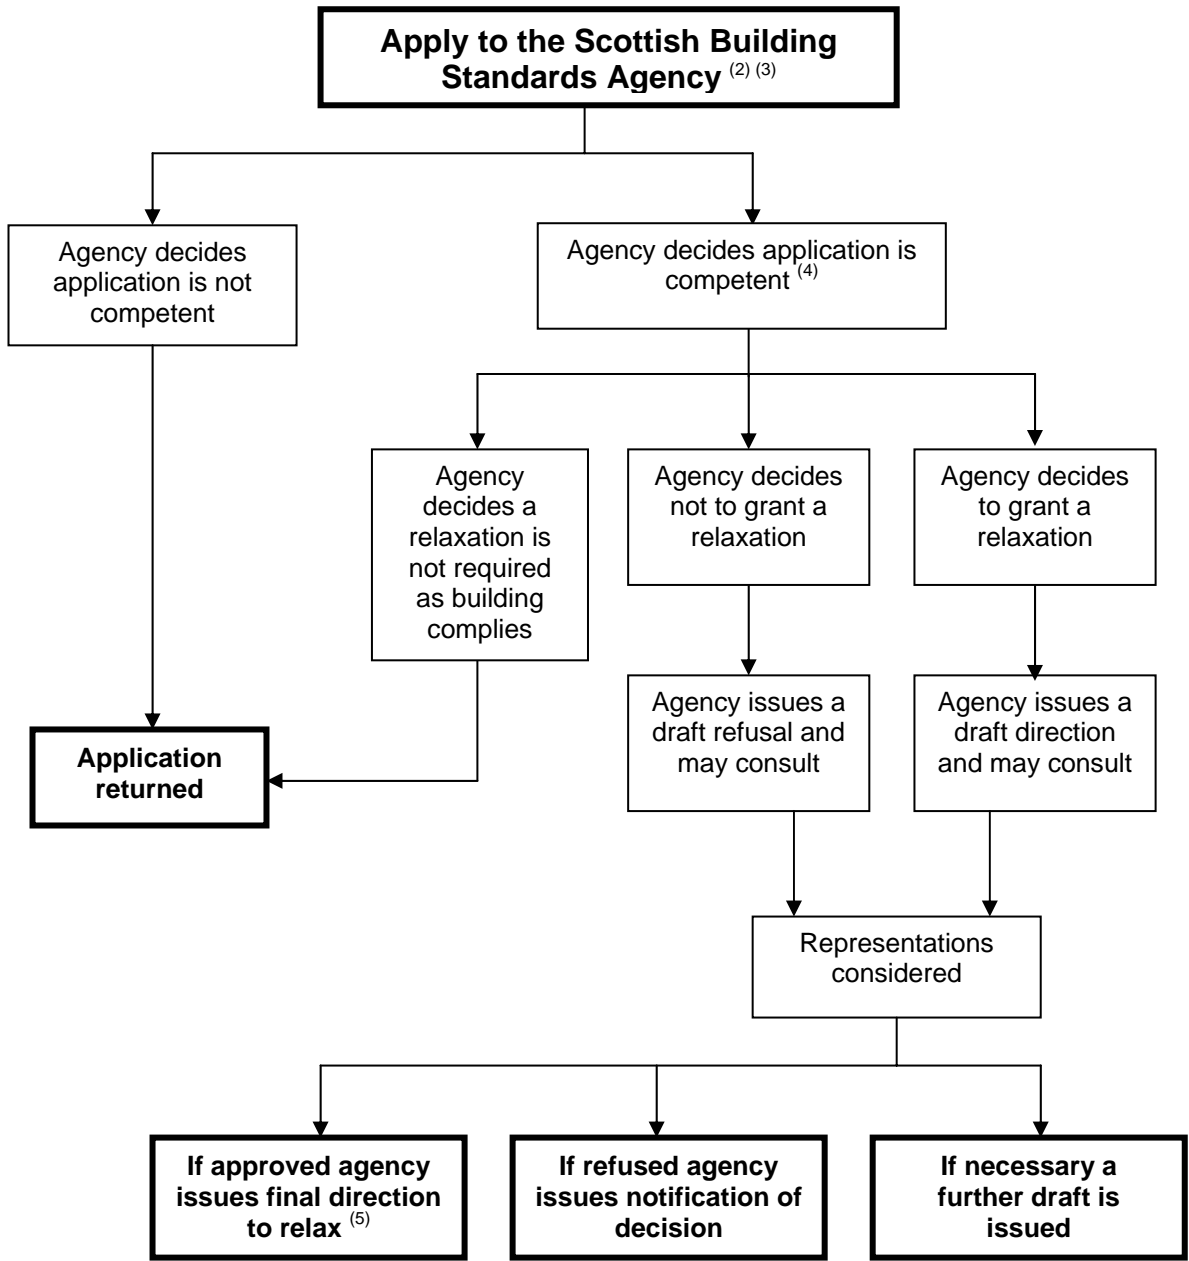 Apply to the Scottish Building
Standards Agency (2) (3)
Agency decides
application is not
competent
Agency decides application is
competent (4)
Agency
decides a
relaxation is
not required
as building
complies
Agency decides
not to grant a
relaxation
Agency decides
to grant a
relaxation
Agency issues a
draft refusal and
may consult
Agency issues a
draft direction
and may consult
Application
returned
Representations
considered
If approved agency
issues final direction
to relax (5)
If refused agency
issues notification of
decision
If necessary a
further draft is
issued